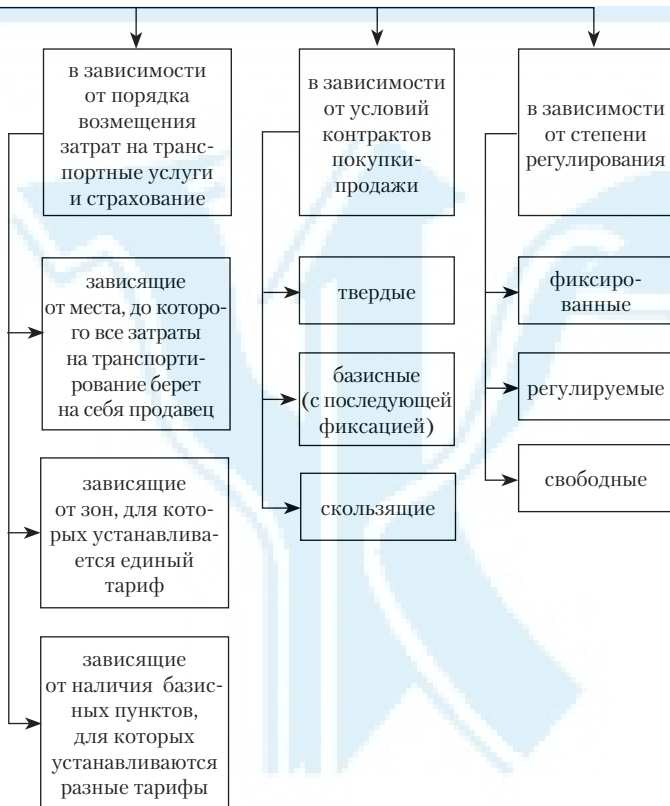 в зависимости
от порядка
возмещения
затрат на транс-
портные услуги
и страхование
зависящие
от места, до которо-
го все затраты
на транспорти-
рование берет
на себя продавец
зависящие
от зон, для кото-
рых устанавлива-
ется единый
тариф
зависящие
от наличия базис-
ных пунктов,
для которых
устанавливаются
разные тарифы
в зависимости
от условий
контрактов
покупки-
продажи
твердые
базисные
(с последующей
фиксацией)
скользящие
в зависимости
от степени
регулирования
фиксиро-
ванные
регулируемые
свободные